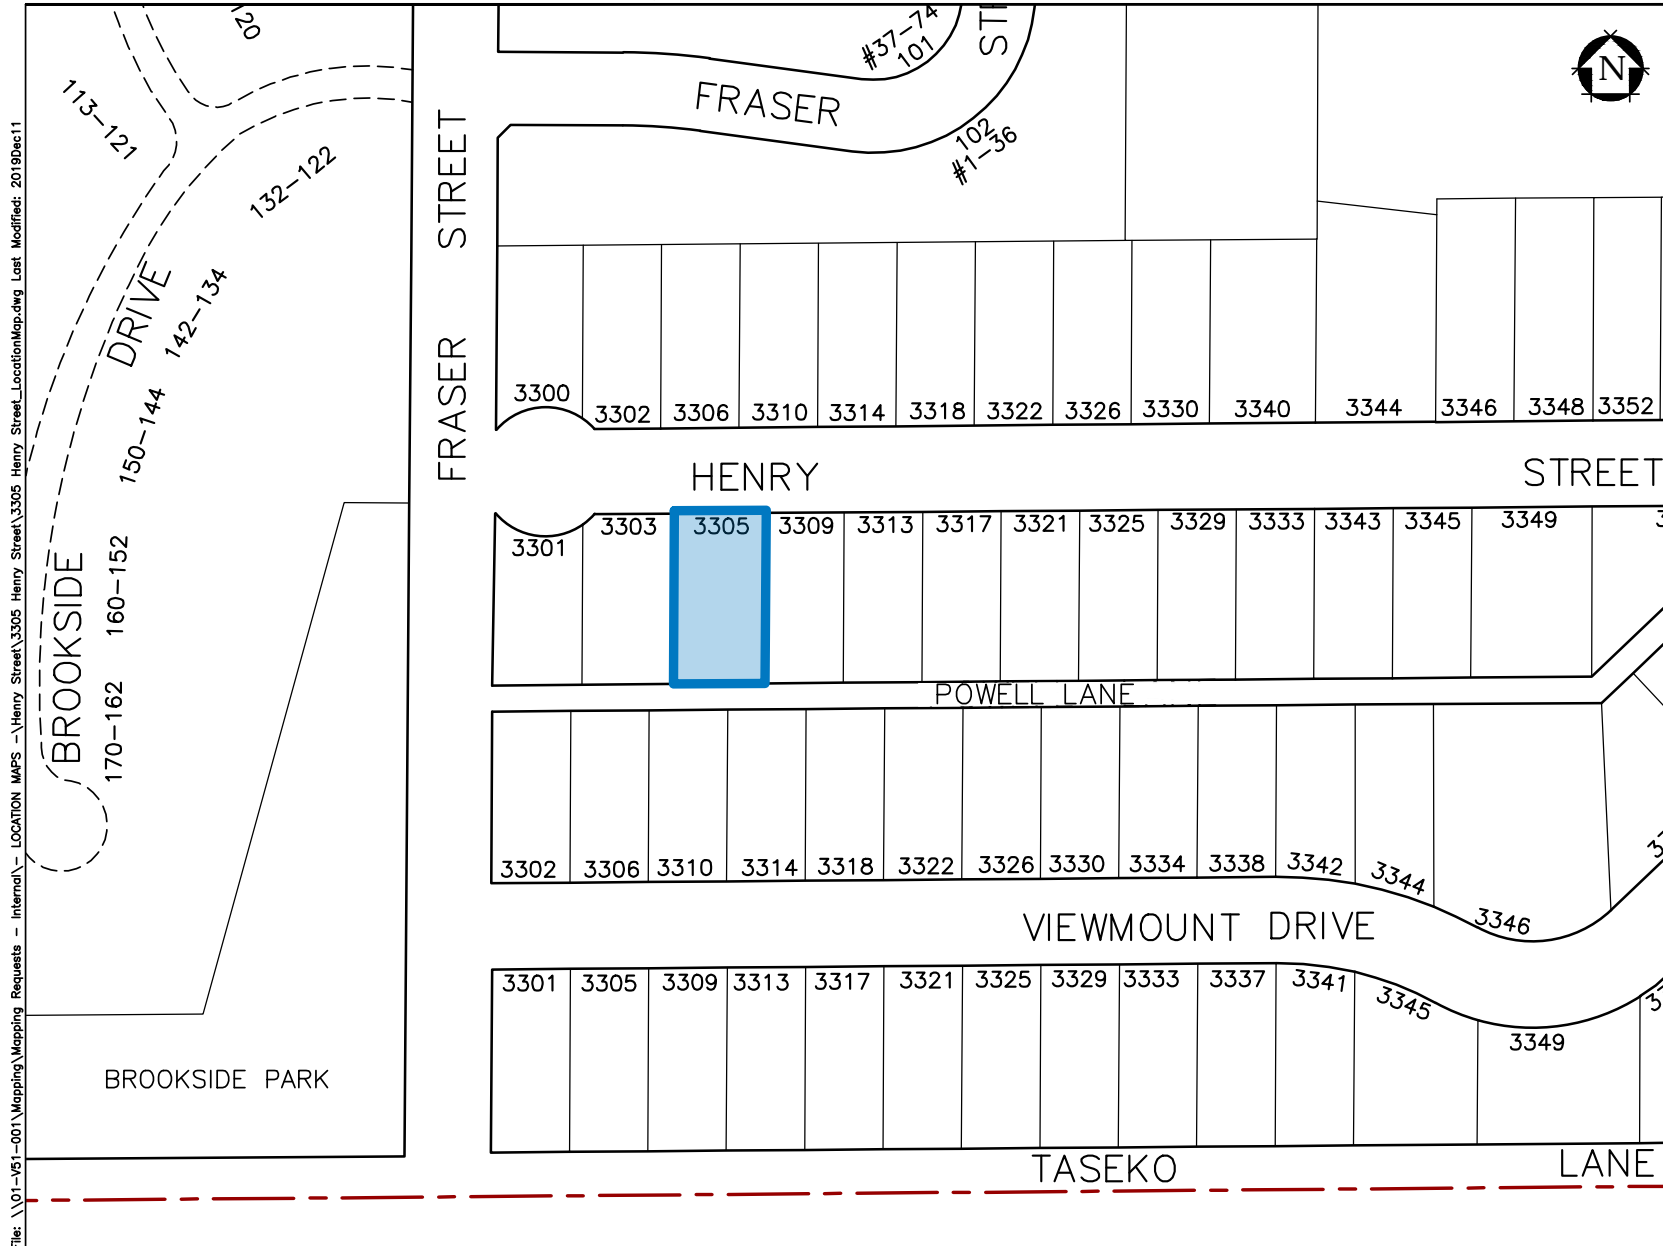 120
#37-74
101
STR
N
FRASER
102
#1-36
113-121
132-122
STREET
FRASER
DRIVE
142-134
150-144
160-152
BROOKSIDE
170-162
3300
3302 3306 3310 3314 3318 3322 3326 3330 3340 3344 3346 3348 3352
HENRY STREET
3301 3303 3305 3309 3313 3317 3321 3325 3329 3333 3343 3345 3349
POWELL LANE
3302 3306 3310 3314 3318 3322 3326 3330 3334 3338 3342 3344 3346
VIEWMOUNT DRIVE
3301 3305 3309 3313 3317 3321 3325 3329 3333 3337 3341 3345 3349
BROOKSIDE PARK
TASEKO LANE
File: \\01-V51-001\Mapping\Mapping Requests - Internal\- LOCATION MAPS -\Henry Street\3305 Henry Street\3305 Henry Street_LocationMap.dwg Last Modified: 2019Dec11